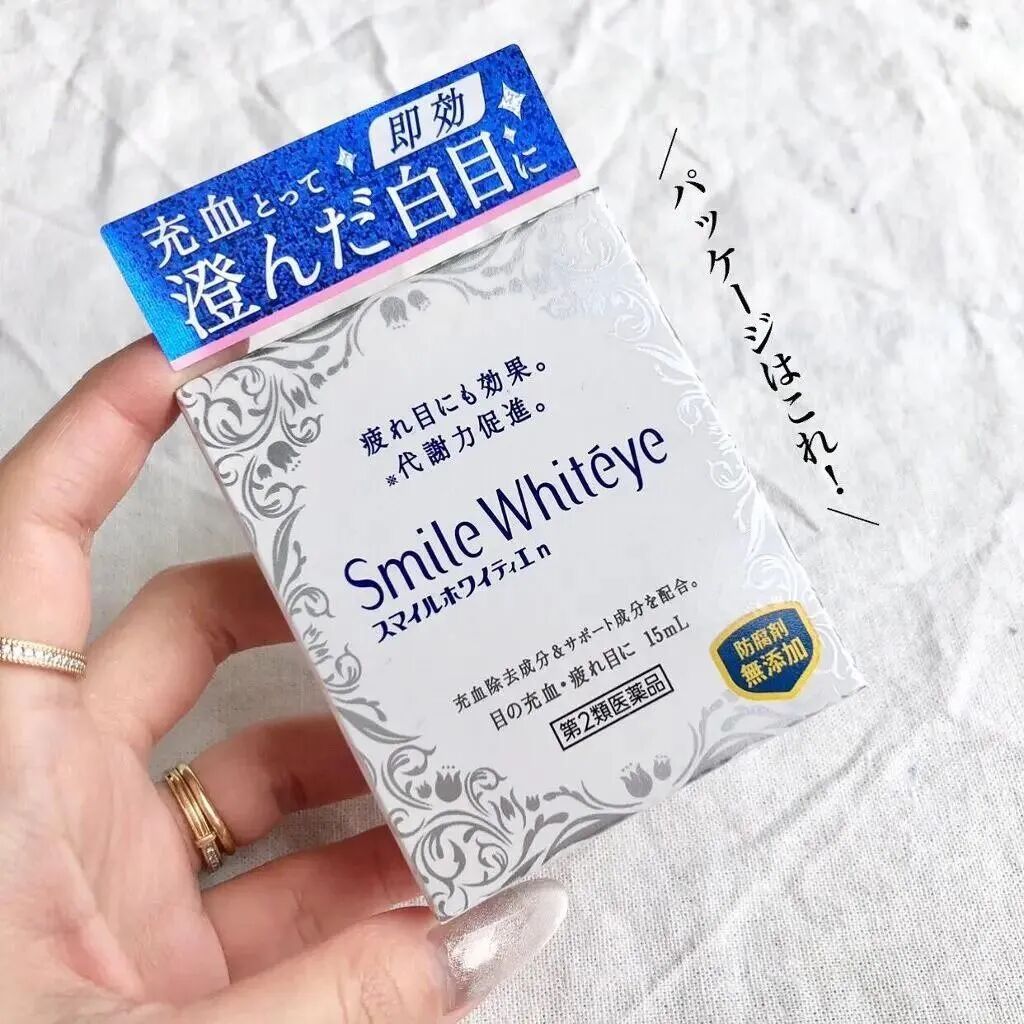 即効
充血とって
澄んだ白目に
疲れ目にも効果。
※代謝力促進。
Smile Whitéye
スマイルホワイティエn
充血除去成分&サポート成分を配合。
目の充血・疲れ目に 15mL
第2類医薬品
防腐剤
無添加
パッケージはこれ!